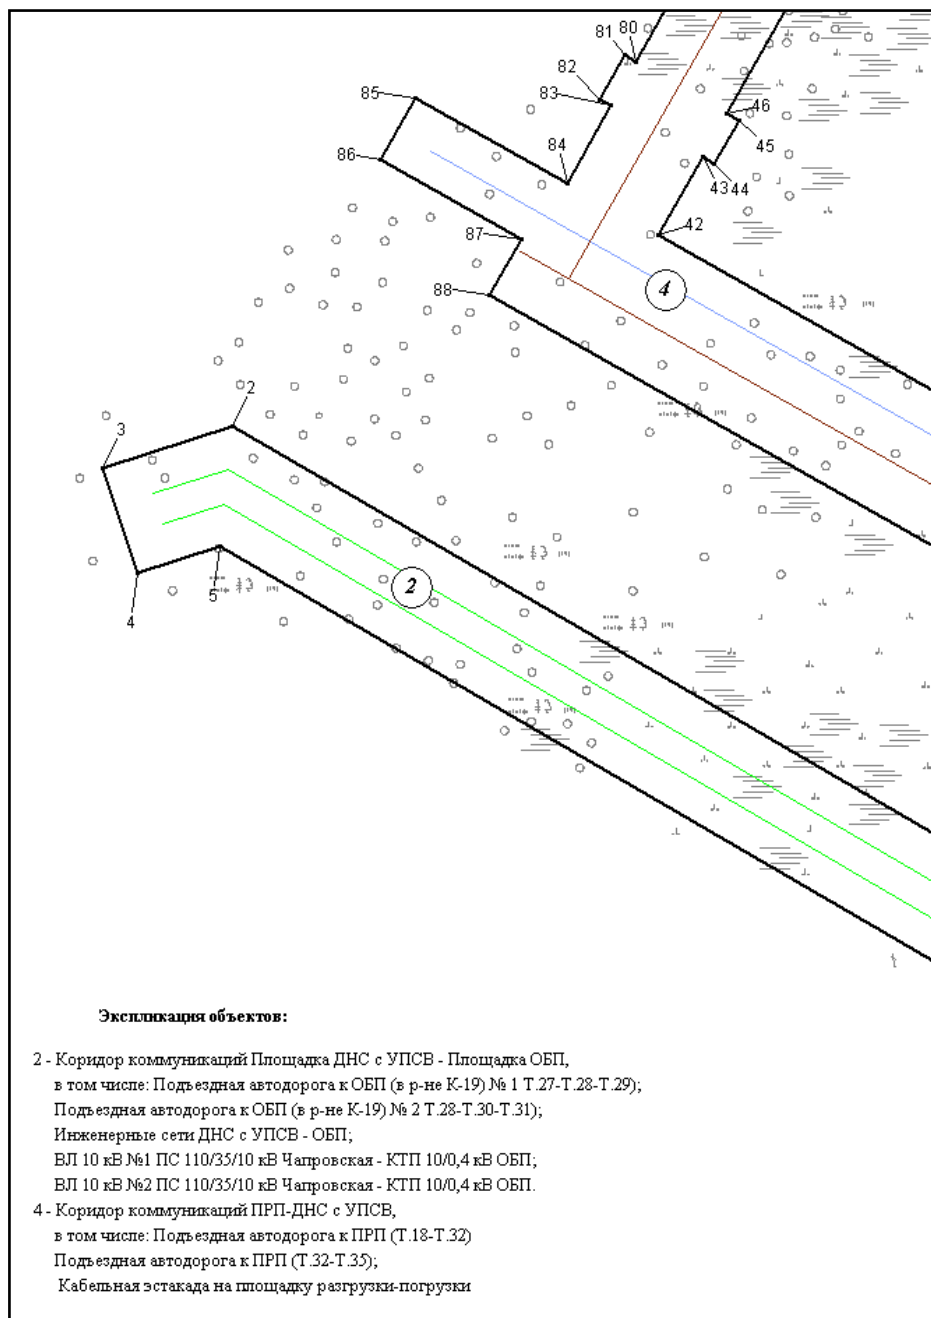 81 80
82
83
85
46
45
84
86
43 44
42
87
4
88
2
3
2
5
4
Экспликация объектов:
2 - Коридор коммуникаций Площадка ДНС с УПСВ - Площадка ОБП,
в том числе: Подъездная автодорога к ОБП (в р-не К-19) № 1 Т.27-Т.28-Т.29);
Подъездная автодорога к ОБП (в р-не К-19) № 2 Т.28-Т.30-Т.31);
Инженерные сети ДНС с УПСВ - ОБП;
ВЛ 10 кВ №1 ПС 110/35/10 кВ Чапровская - КТП 10/0,4 кВ ОБП;
ВЛ 10 кВ №2 ПС 110/35/10 кВ Чапровская - КТП 10/0,4 кВ ОБП.
4 - Коридор коммуникаций ПРП-ДНС с УПСВ,
в том числе: Подъездная автодорога к ПРП (Т.18-Т.32)
Подъездная автодорога к ПРП (Т.32-Т.35);
Кабельная эстакада на площадку разгрузки-погрузки